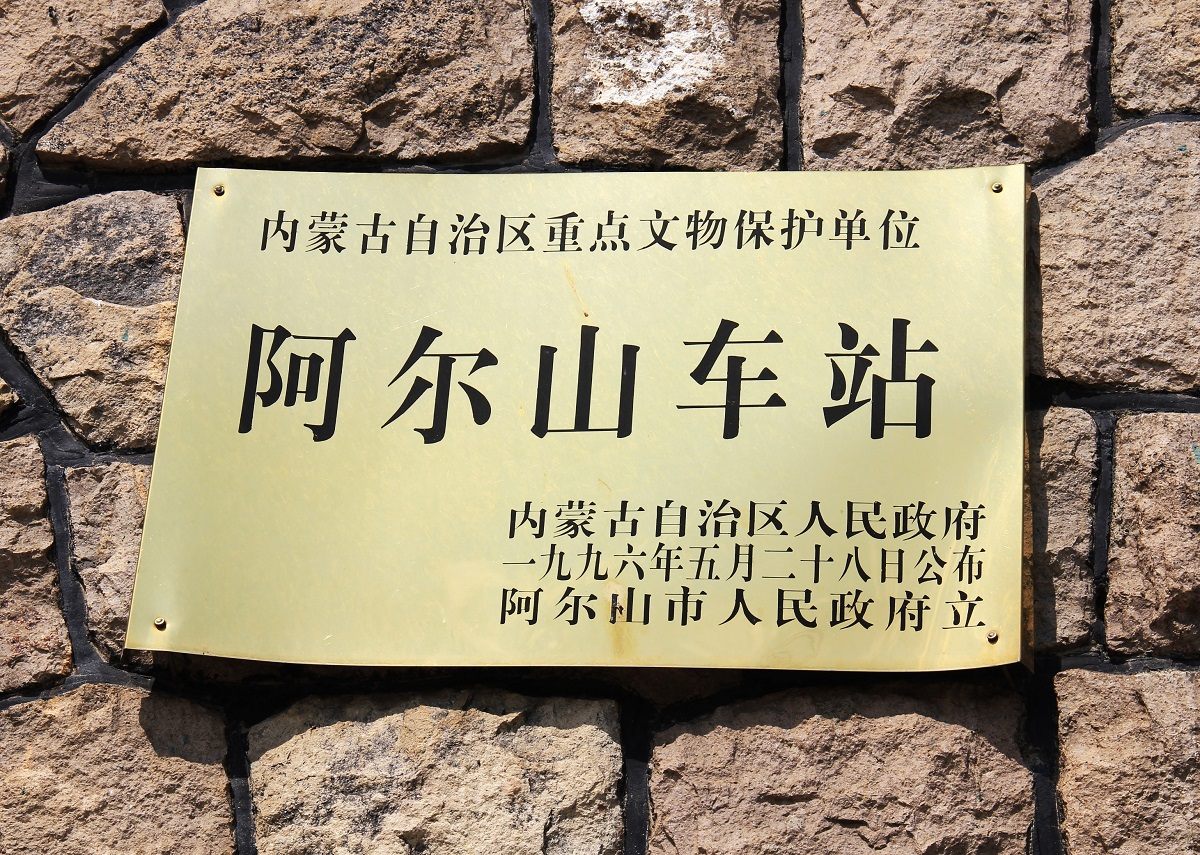 内蒙古自治区重点文物保护单位
阿尔山车站
内蒙古自治区人民政府
一九九六年五月二十八日公布
阿尔山市人民政府立